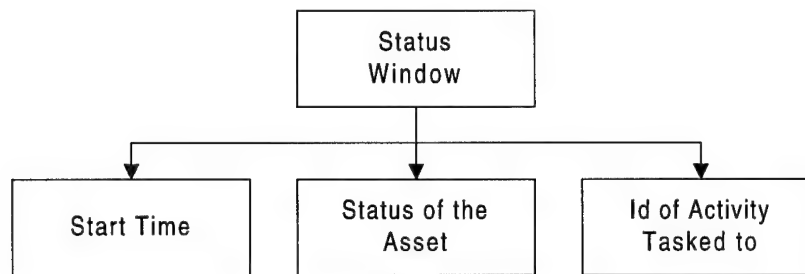 Status
Window
Start Time
Status of the
Asset
Id of Activity
Tasked to